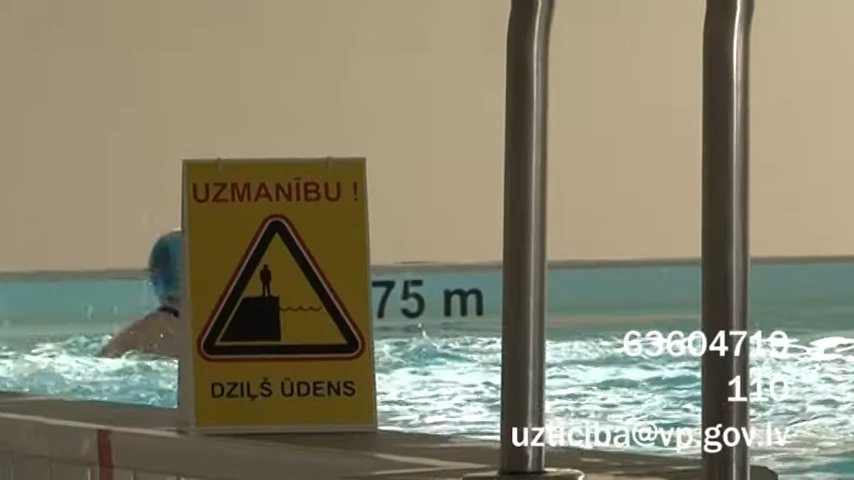 UZMANĪBU !
DZIĻŠ ŪDENS
75 m
63604719
110
uzticiba@vp.gov.lv